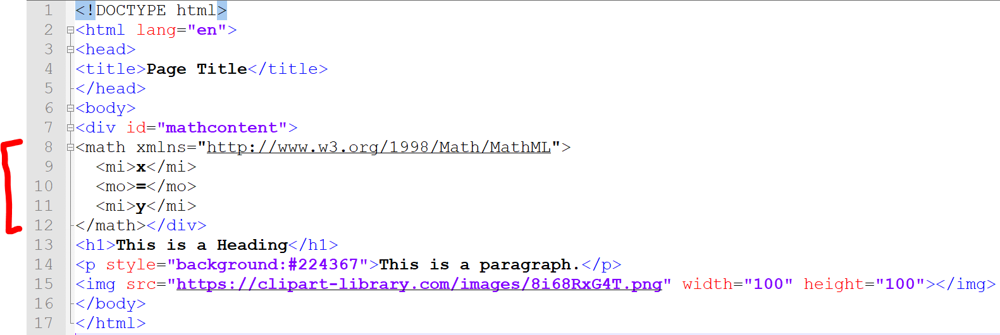 1 <!DOCTYPE html>
2 <html lang="en">
3 <head>
4 <title>Page Title</title>
5 </head>
6 <body>
7 <div id="mathcontent">
8 <math xmlns="http://www.w3.org/1998/Math/MathML">
9   <mi>x</mi>
10   <mo>=</mo>
11   <mi>y</mi>
12 </math></div>
13 <h1>This is a Heading</h1>
14 <p style="background:#224367">This is a paragraph.</p>
15 <img src="https://clipart-library.com/images/8i68RxG4T.png" width="100" height="100"></img>
16 </body>
17 </html>